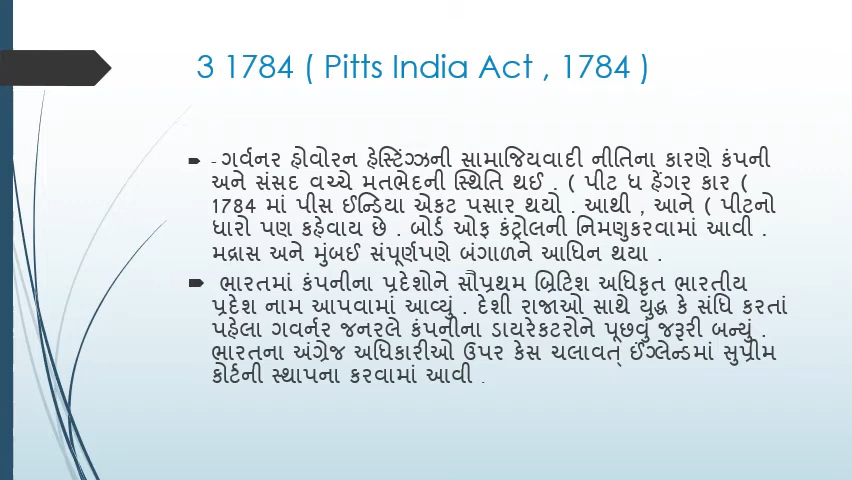 3 1784 ( Pitts India Act , 1784 )
- ગર્વનર હોવોરન હેસ્ટિંગ્ઝની સામાજિયવાદી નીતિના કારણે કંપની
અને સંસદ વચ્ચે મતભેદની સ્થિતિ થઈ . ( પીટ ધ હેંગર કાર (
1784 માં પીસ ઈન્ડિયા એકટ પસાર થયો . આથી , આને ( પીટનો
ધારો પણ કહેવાય છે . બોર્ડ ઓફ કંટ્રોલની નિમણુકરવામાં આવી .
મદ્રાસ અને મુંબઈ સંપૂર્ણપણે બંગાળને આધિન થયા .
ભારતમાં કંપનીના પ્રદેશોને સૌપ્રથમ બ્રિટિશ અધિકૃત ભારતીય
પ્રદેશ નામ આપવામાં આવ્યું . દેશી રાજાઓ સાથે યુદ્ધ કે સંધિ કરતાં
પહેલા ગવર્નર જનરલે કંપનીના ડાયરેકટરોને પૂછવું જરૂરી બન્યું .
ભારતના અંગ્રેજ અધિકારીઓ ઉપર કેસ ચલાવત્ ઈંગ્લેન્ડમાં સુપ્રીમ
કોર્ટની સ્થાપના કરવામાં આવી .